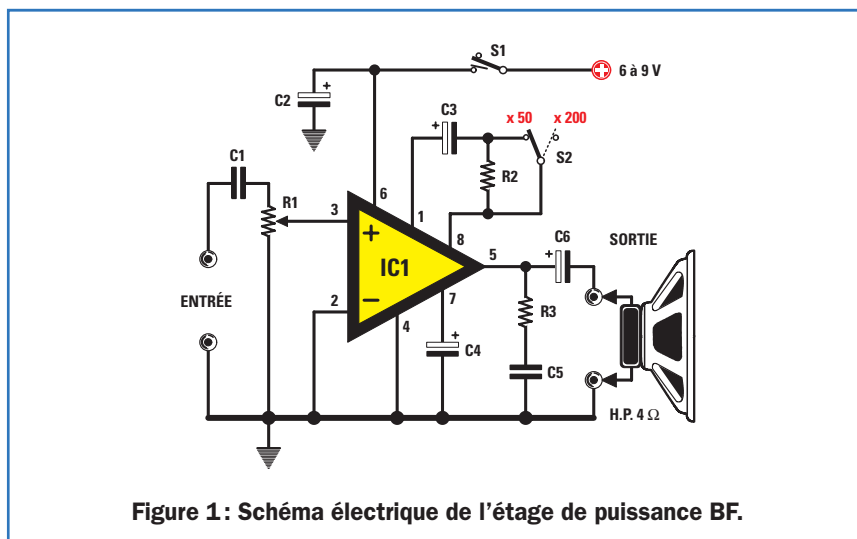 S1
6 à 9 V
C2
+
C3
+
x 50
x 200
S2
R2
C1
R1
3
6
1
8
+
IC1
–
2
4
7
5
C6
+
SORTIE
ENTRÉE
R3
C4
+
C5
H.P. 4 Ω
Figure 1: Schéma électrique de l'étage de puissance BF.